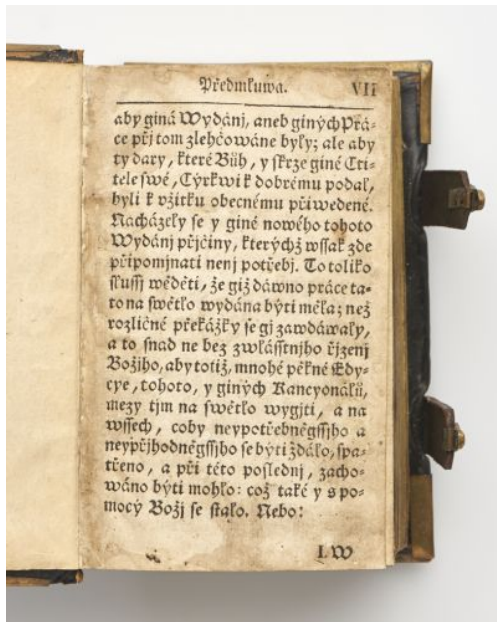 Předmluwa. VII
aby giná Wydánj, aneb giných Prá-
ce při tom zlehčowáne byly; ale aby
ty dary, které Bůh, y skrze giné Cti-
tele swé, Cýrkwi k dobrému podal,
byli k vžitku obecnému přiwedené.
Nacházely se y giné nowého tohoto
Wydánj přjčiny, kterýchž wssak zde
připomjnati nenj potřebj. To toliko
slussj wěděti, že giž dáwno práce ta-
to na swětlo wydána býti měla; než
rozličné překážky se gj zawdáwaly,
a to snad ne bez zwlásstnjho řjzenj
Božjho, aby totiž, mnohé pěkné Edy-
cye, tohoto, y giných Kancyonálů,
mezy tjm na swětlo wygjti, a na
wssech, coby neypotřebněgssjho a
neypřjhodněgssjho se býti ždálo, spa-
třeno, a při této poslednj, zacho-
wáno býti mohlo: což také y s po-
mocý Božj se stalo. Nebo:
I. W